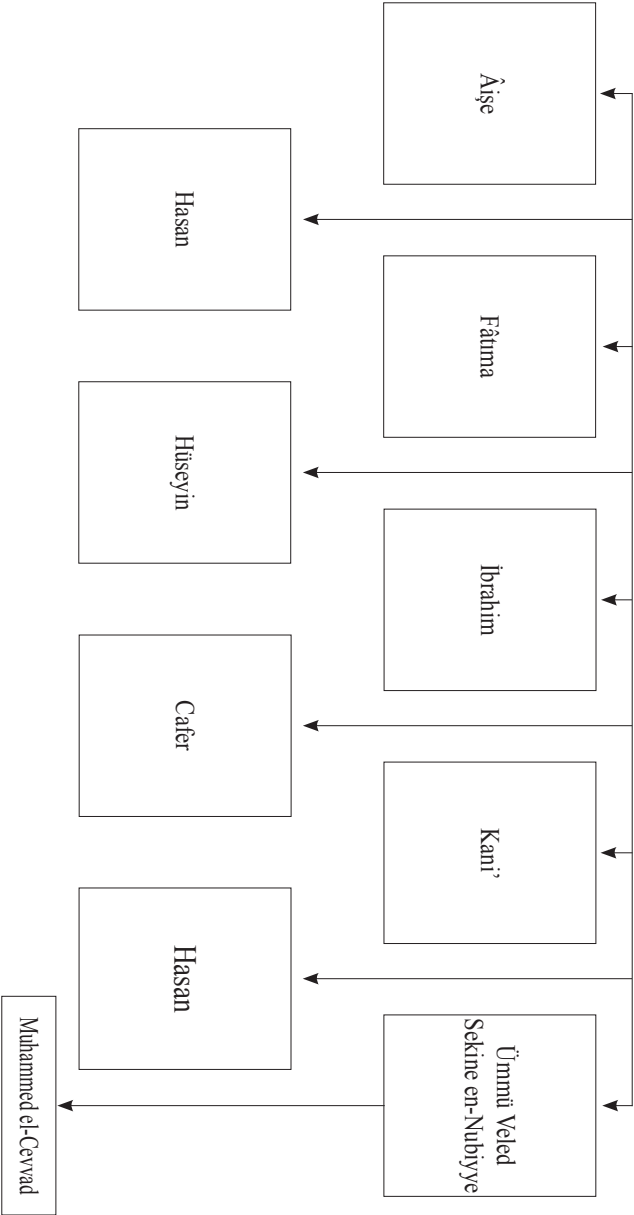 Âişe
Fâtıma
İbrahim
Kani’
Ümmü Veled
Sekine en-Nubiyye
Hasan
Hüseyin
Cafer
Hasan
Muhammed el-Cevvad